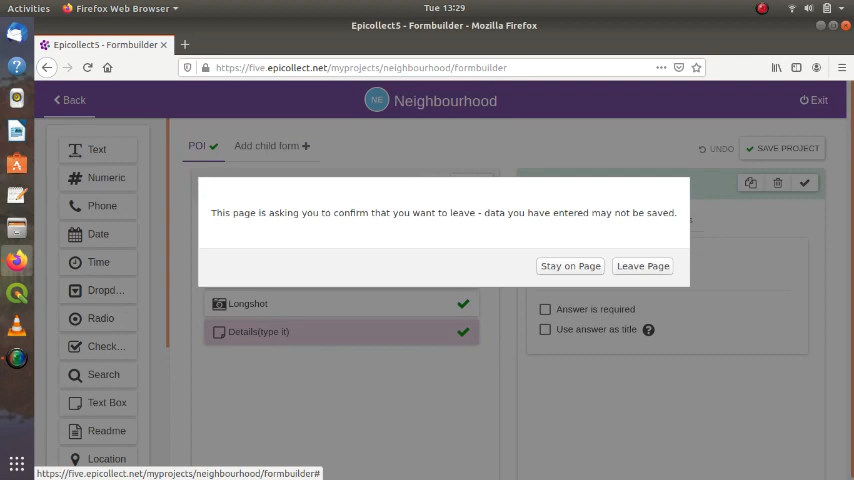 Activities Firefox Web Browser Tue 13:29
Epicollect5 - Formbuilder - Mozilla Firefox
Epicollect5 - Formbuilder
https://five.epicollect.net/myprojects/neighbourhood/formbuilder
Back NE Neighbourhood Exit
POI Add child form UNDO SAVE PROJECT
Text
Numeric
Phone
Date
Time
Dropd...
Radio
Check...
Search
Text Box
Readme
Location
This page is asking you to confirm that you want to leave - data you have entered may not be saved.
Stay on Page Leave Page
Longshot
Details(type it)
Answer is required
Use answer as title
https://five.epicollect.net/myprojects/neighbourhood/formbuilder#